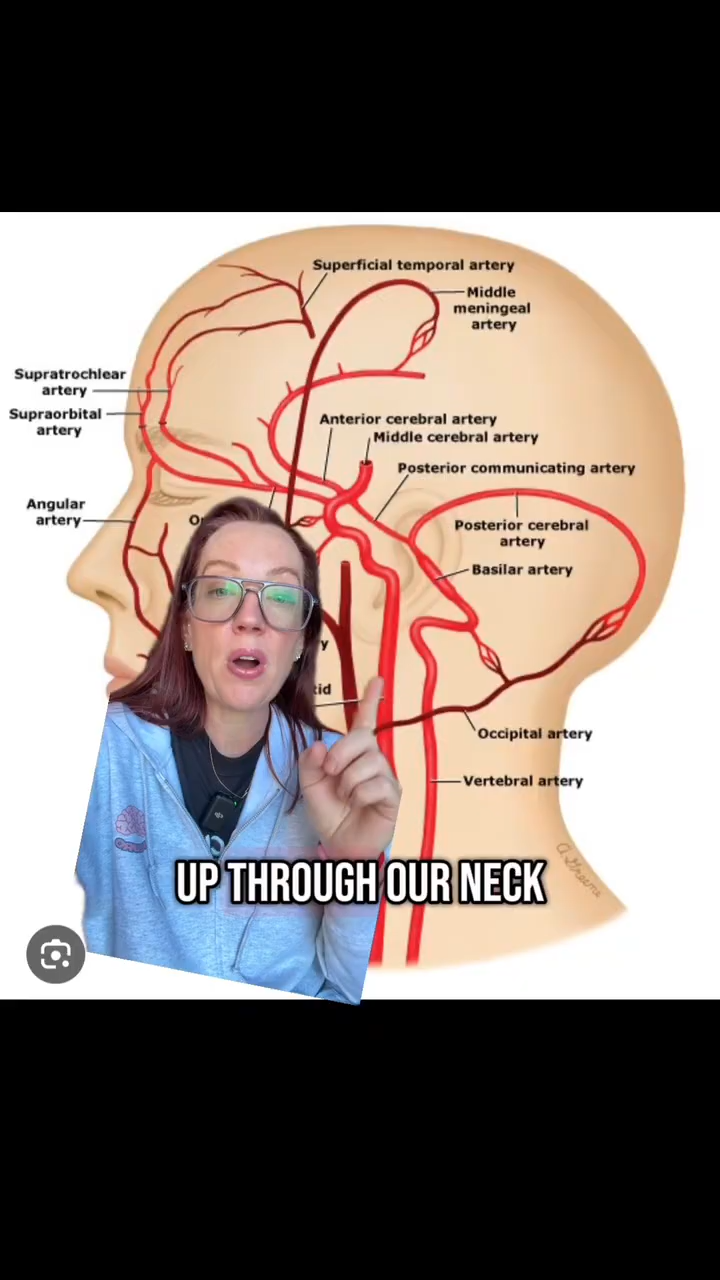 Superficial temporal artery
Middle
meningeal
artery
Supratrochlear
artery
Supraorbital
artery
Anterior cerebral artery
Middle cerebral artery
Posterior communicating artery
Angular
artery
Posterior cerebral
artery
Basilar artery
Occipital artery
Vertebral artery
UP THROUGH OUR NECK